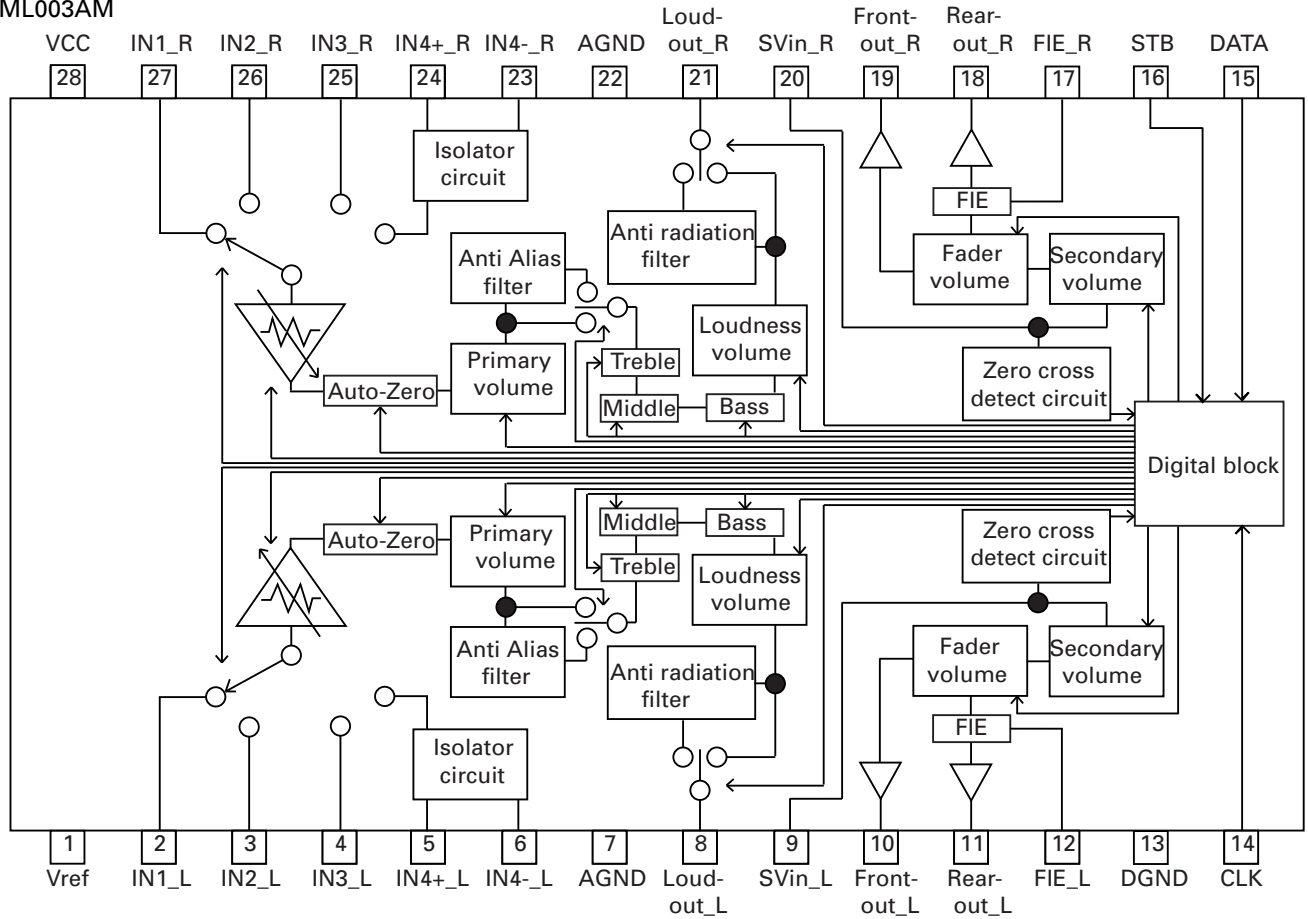 ML003AM
VCC IN1_R IN2_R IN3_R IN4+_R IN4-_R AGND Loud-out_R SVin_R Front-out_R Rear-out_R FIE_R STB DATA
28 27 26 25 24 23 22 21 20 19 18 17 16 15
Isolator
circuit
Anti radiation
filter
FIE
Anti Alias
filter
Fader
volume
Secondary
volume
Loudness
volume
Primary
volume
Treble
Zero cross
detect circuit
Auto-Zero
Middle
Bass
Digital block
Middle
Bass
Primary
volume
Auto-Zero
Zero cross
detect circuit
Treble
Loudness
volume
Anti Alias
filter
Fader
volume
Secondary
volume
Anti radiation
filter
FIE
Isolator
circuit
1 2 3 4 5 6 7 8 9 10 11 12 13 14
Vref IN1_L IN2_L IN3_L IN4+_L IN4-_L AGND Loud-out_L SVin_L Front-out_L Rear-out_L FIE_L DGND CLK